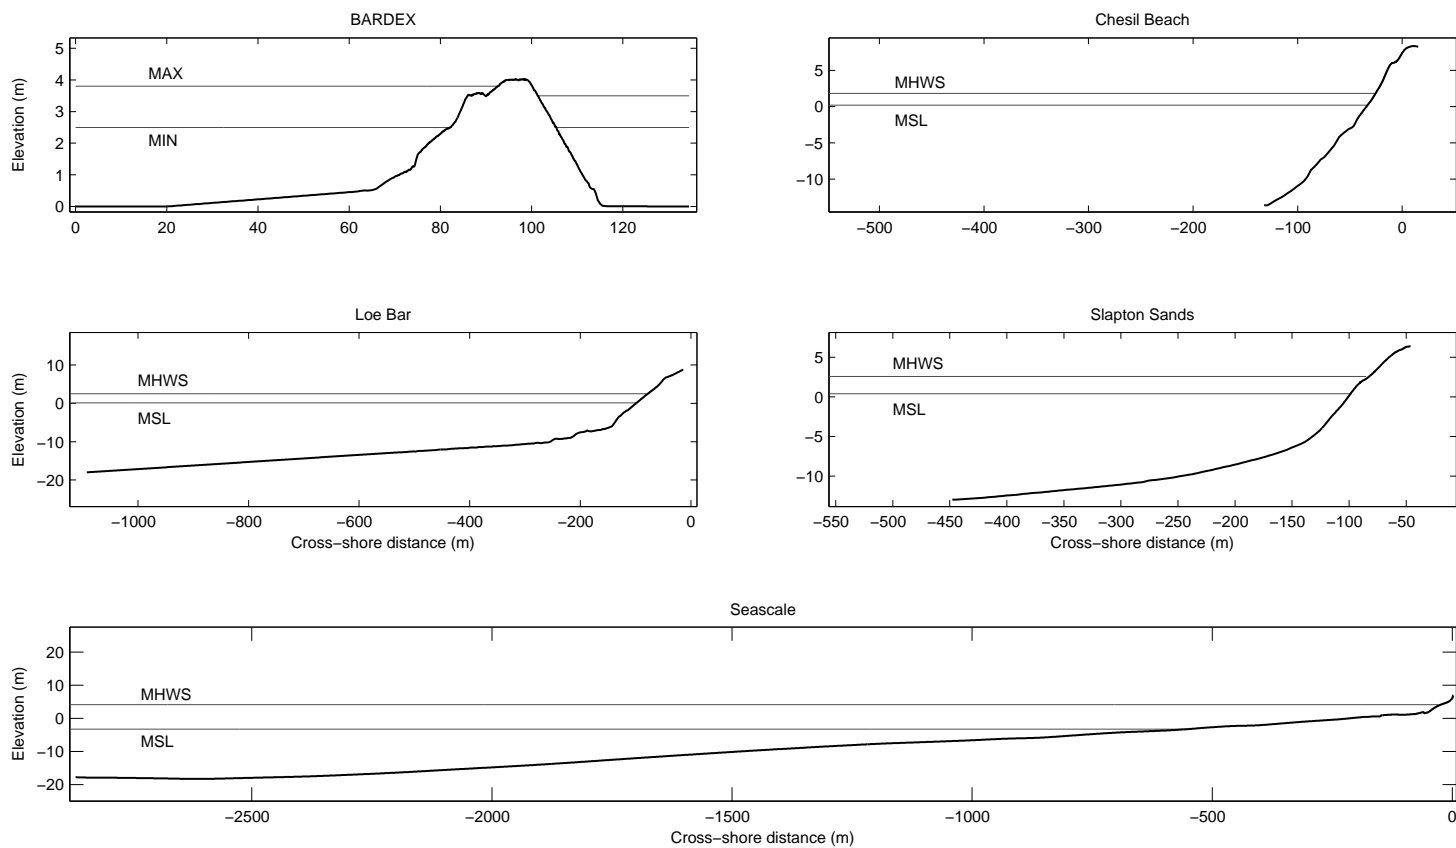 BARDEX
5
4
3
2
1
0
Elevation (m)
MAX
MIN
0 20 40 60 80 100 120
Chesil Beach
5
0
−5
−10
MHWS
MSL
−500 −400 −300 −200 −100 0
Loe Bar
10
0
−10
−20
Elevation (m)
MHWS
MSL
−1000 −800 −600 −400 −200 0
Cross−shore distance (m)
Slapton Sands
5
0
−5
−10
MHWS
MSL
−550 −500 −450 −400 −350 −300 −250 −200 −150 −100 −50
Cross−shore distance (m)
Seascale
20
10
0
−10
−20
Elevation (m)
MHWS
MSL
−2500 −2000 −1500 −1000 −500 0
Cross−shore distance (m)